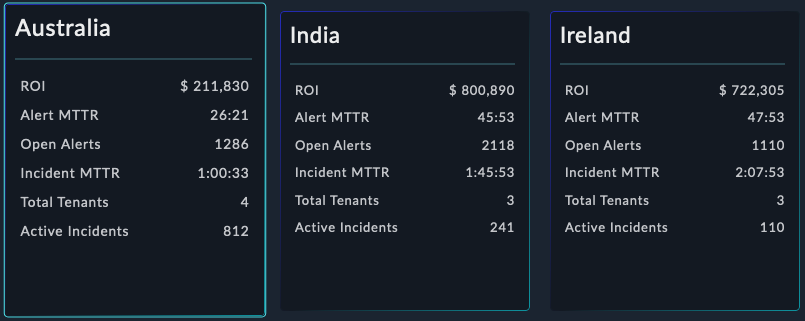 Australia
ROI $ 211,830
Alert MTTR 26:21
Open Alerts 1286
Incident MTTR 1:00:33
Total Tenants 4
Active Incidents 812
India
ROI $ 800,890
Alert MTTR 45:53
Open Alerts 2118
Incident MTTR 1:45:53
Total Tenants 3
Active Incidents 241
Ireland
ROI $ 722,305
Alert MTTR 47:53
Open Alerts 1110
Incident MTTR 2:07:53
Total Tenants 3
Active Incidents 110